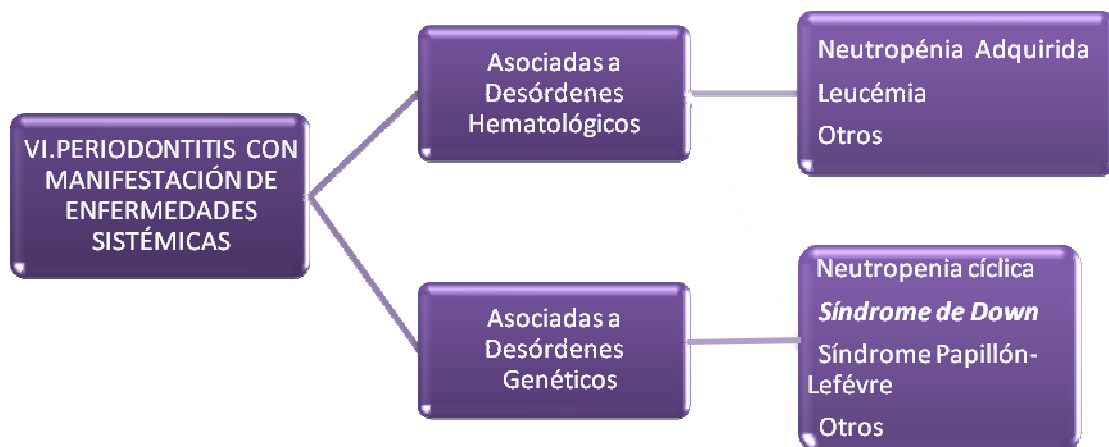 VI.PERIODONTITIS CON
MANIFESTACIÓN DE
ENFERMEDADES
SISTÉMICAS
Asociadas a
Desórdenes
Hematológicos
Neutropénia Adquirida
Leucémia
Otros
Asociadas a
Desórdenes
Genéticos
Neutropenia cíclica
Síndrome de Down
Síndrome Papillón-
Lefévre
Otros